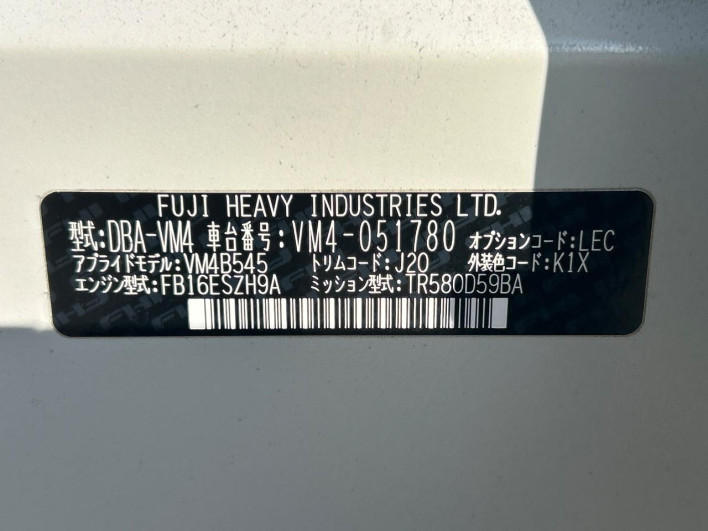 FUJI HEAVY INDUSTRIES LTD.
型式:DBA-VM4 車台番号:VM4-051780 オプションコード:LEC
アプライドモデル:VM4B545 トリムコード:J20 外装色コード:K1X
エンジン型式:FB16ESZH9A ミッション型式:TR580D59BA